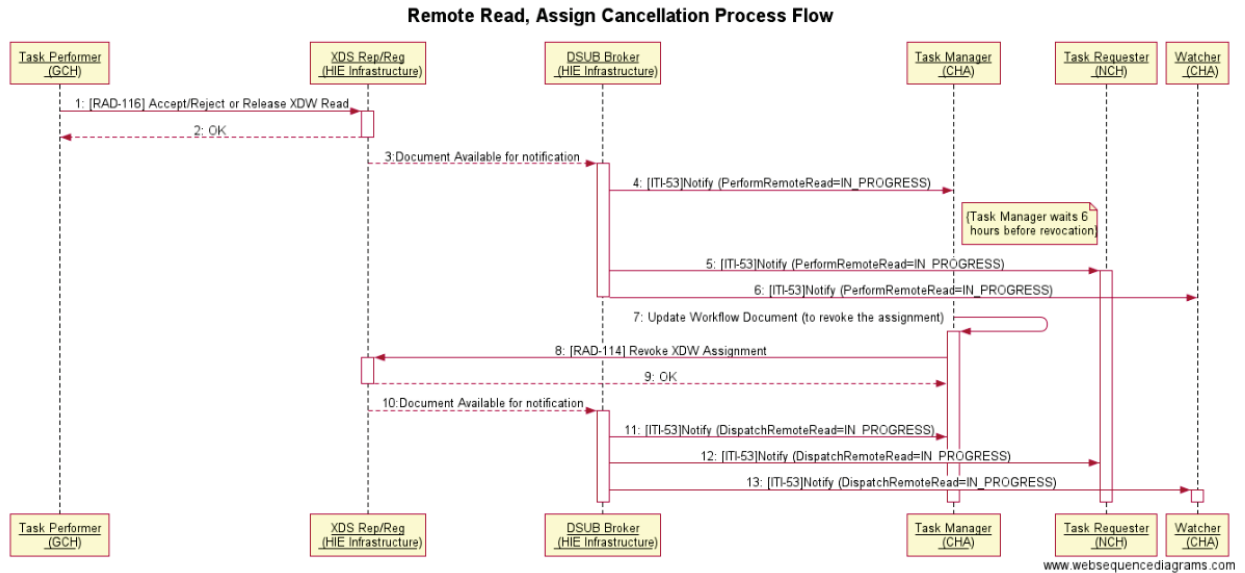 Remote Read, Assign Cancellation Process Flow
Task Performer
(GCH)
XDS Rep/Reg
(HIE Infrastructure)
DSUB Broker
(HIE Infrastructure)
Task Manager
(CHA)
Task Requester
(NCH)
Watcher
(CHA)
1: [RAD-116] Accept/Reject or Release XDW Read
2: OK
3:Document Available for notification
4: [ITI-53]Notify (PerformRemoteRead=IN_PROGRESS)
{Task Manager waits 6
hours before revocation}
5: [ITI-53]Notify (PerformRemoteRead=IN_PROGRESS)
6: [ITI-53]Notify (PerformRemoteRead=IN_PROGRESS)
7: Update Workflow Document (to revoke the assignment)
8: [RAD-114] Revoke XDW Assignment
9: OK
10:Document Available for notification
11: [ITI-53]Notify (DispatchRemoteRead=IN_PROGRESS)
12: [ITI-53]Notify (DispatchRemoteRead=IN_PROGRESS)
13: [ITI-53]Notify (DispatchRemoteRead=IN_PROGRESS)
Task Performer
(GCH)
XDS Rep/Reg
(HIE Infrastructure)
DSUB Broker
(HIE Infrastructure)
Task Manager
(CHA)
Task Requester
(NCH)
Watcher
(CHA)
www.websequencediagrams.com